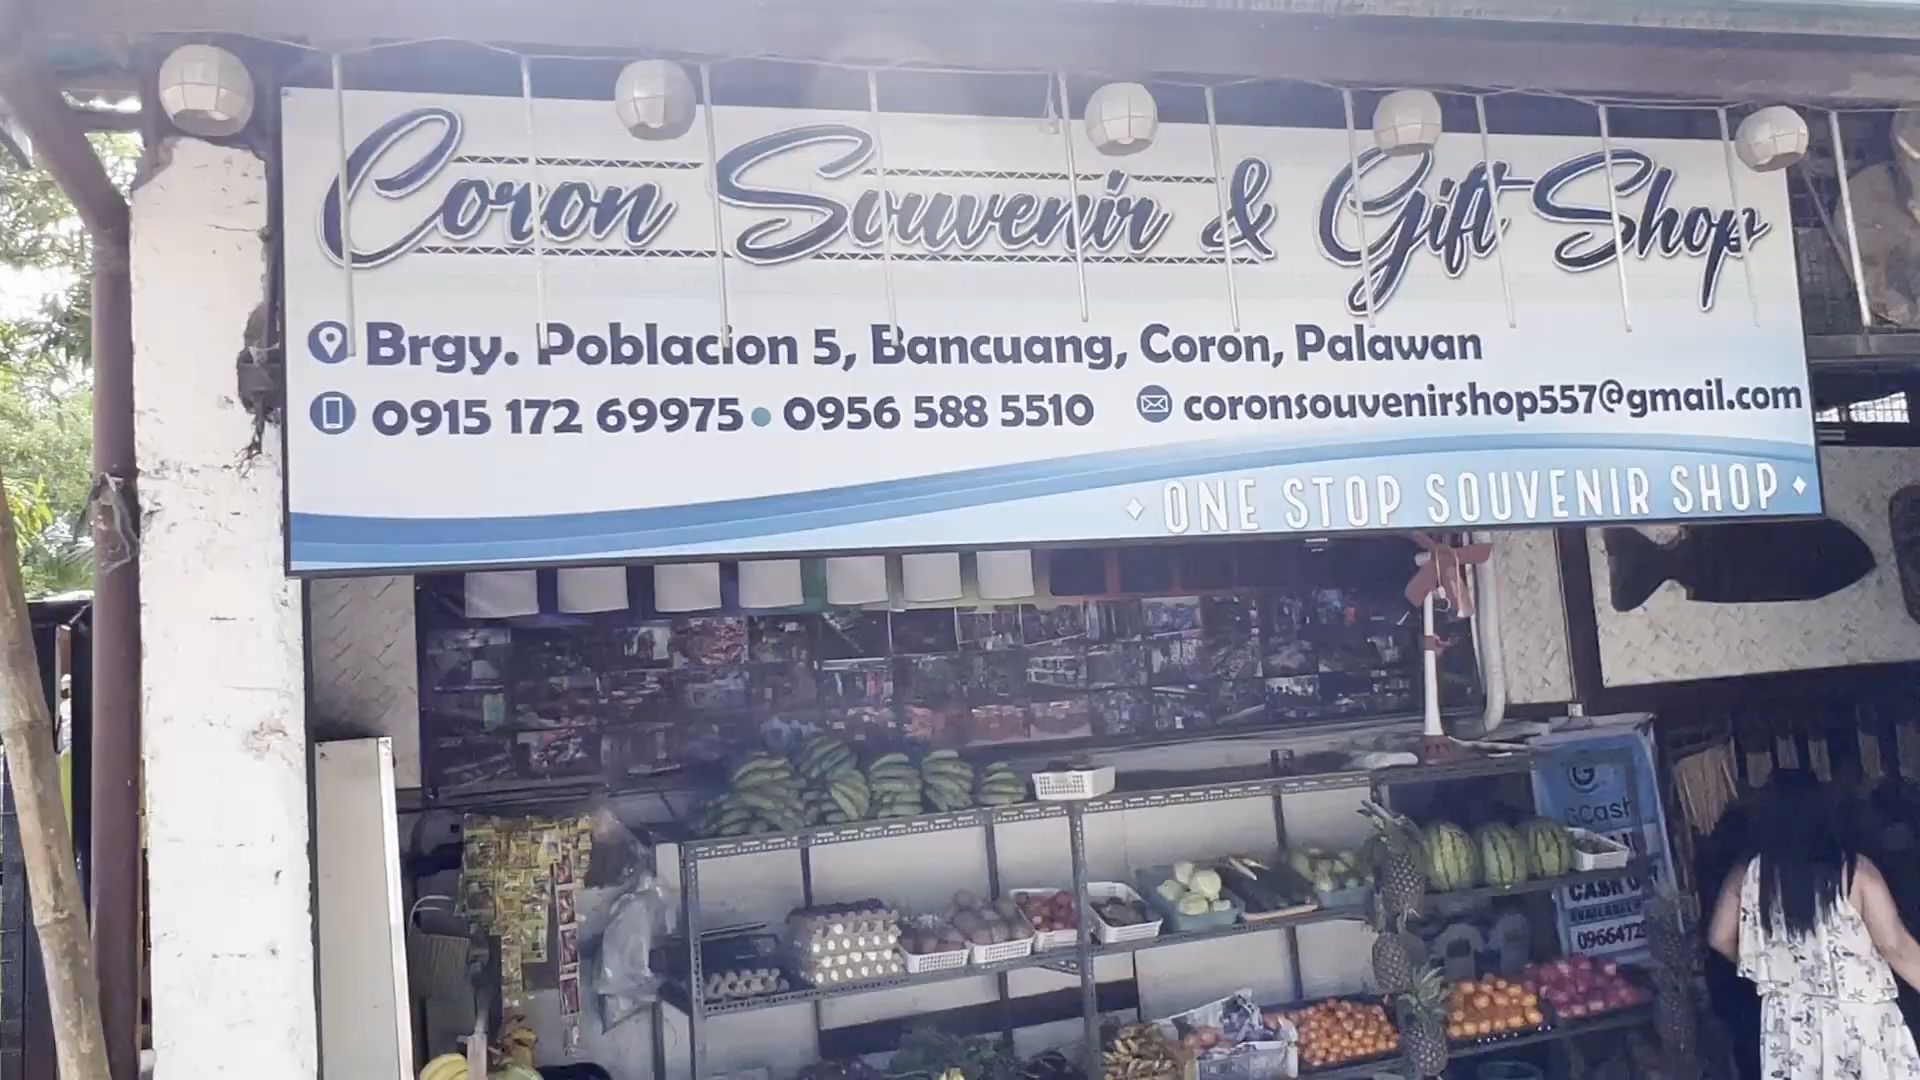 Coron Souvenir & Gift Shop
Brgy. Poblacion 5, Bancuang, Coron, Palawan
0915 172 69975 • 0956 588 5510 coronsouvenirshop557@gmail.com
ONE STOP SOUVENIR SHOP
GCash
CASH
AVAILABLE